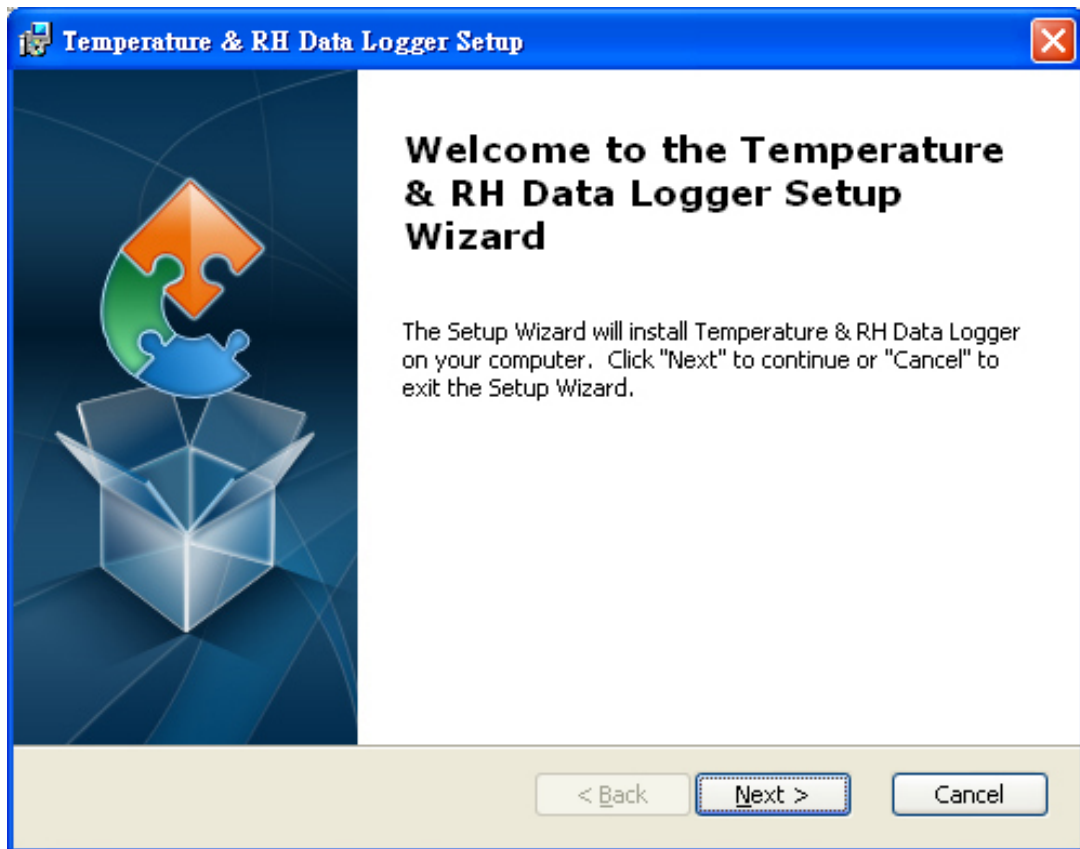 Temperature & RH Data Logger Setup
Welcome to the Temperature
& RH Data Logger Setup
Wizard
The Setup Wizard will install Temperature & RH Data Logger
on your computer.  Click "Next" to continue or "Cancel" to
exit the Setup Wizard.
< Back
Next >
Cancel